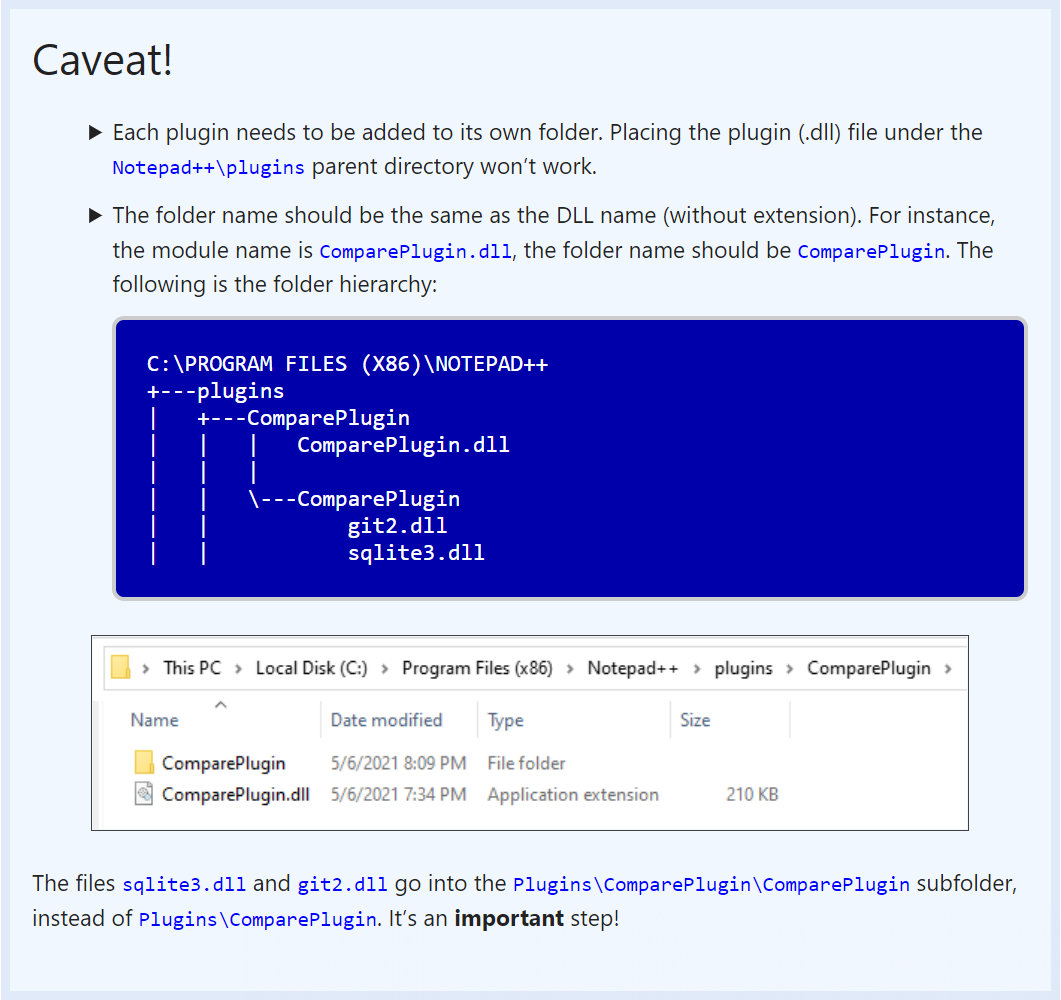 Caveat!
▶ Each plugin needs to be added to its own folder. Placing the plugin (.dll) file under the
Notepad++\plugins parent directory won’t work.
▶ The folder name should be the same as the DLL name (without extension). For instance,
the module name is ComparePlugin.dll, the folder name should be ComparePlugin. The
following is the folder hierarchy:
C:\PROGRAM FILES (X86)\NOTEPAD++
+---plugins
|   +---ComparePlugin
|   |   |   ComparePlugin.dll
|   |   |
|   |   \---ComparePlugin
|   |           git2.dll
|   |           sqlite3.dll
› This PC › Local Disk (C:) › Program Files (x86) › Notepad++ › plugins › ComparePlugin ›
Name Date modified Type Size
ComparePlugin 5/6/2021 8:09 PM File folder
ComparePlugin.dll 5/6/2021 7:34 PM Application extension 210 KB
The files sqlite3.dll and git2.dll go into the Plugins\ComparePlugin\ComparePlugin subfolder,
instead of Plugins\ComparePlugin. It’s an important step!